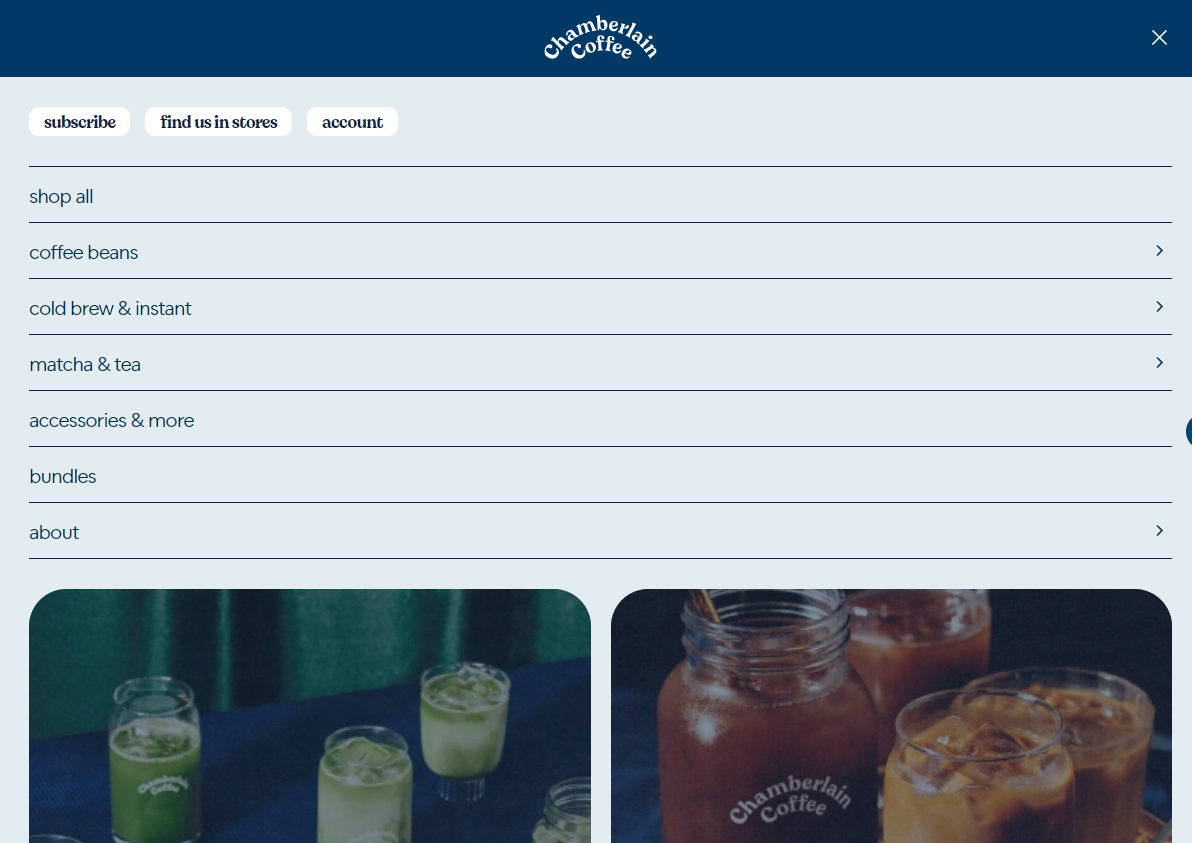 Chamberlain
Coffee
subscribe
find us in stores
account
shop all
coffee beans
cold brew & instant
matcha & tea
accessories & more
bundles
about
Chamberlain
Coffee
Chamberlain
Coffee